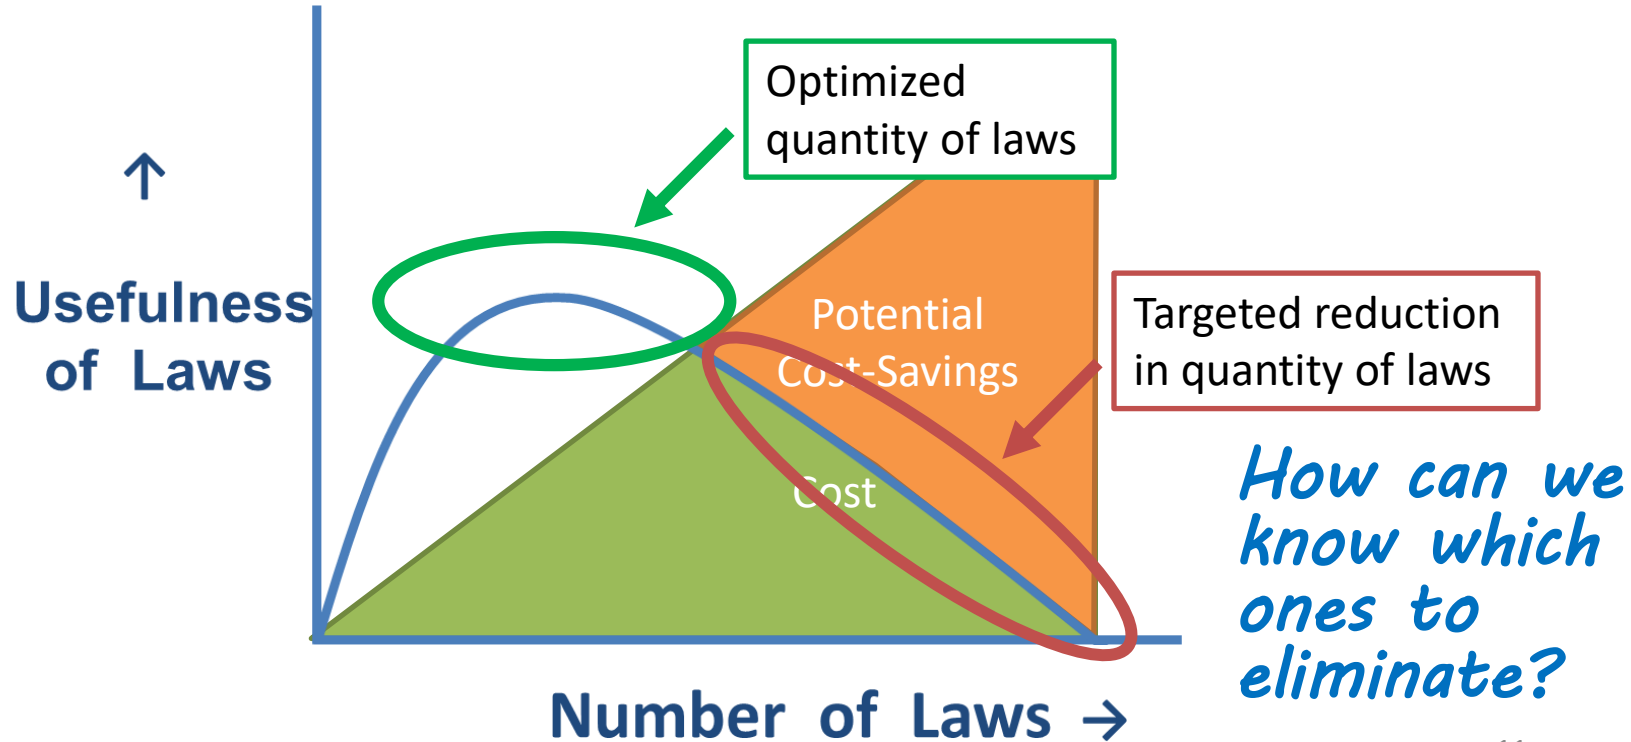 Optimized
quantity of laws
↑
Usefulness
of Laws
Potential
Cost-Savings
Targeted reduction
in quantity of laws
Cost
How can we
know which
ones to
eliminate?
Number of Laws →